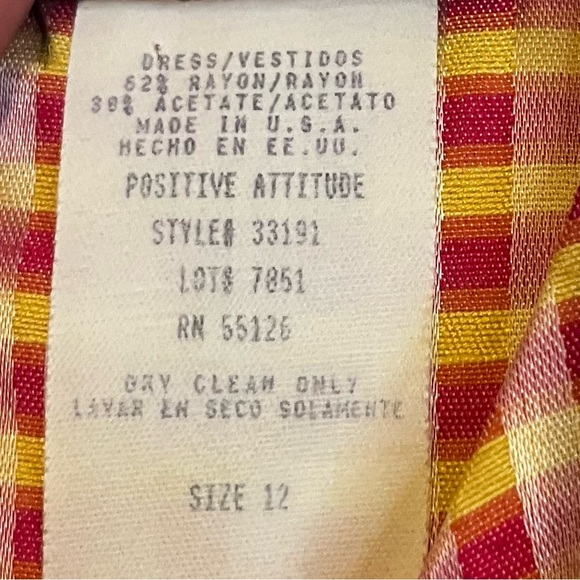 DRESS/VESTIDOS
62% RAYON/RAYON
38% ACETATE/ACETATO
MADE IN U.S.A.
HECHO EN EE.UU.
POSITIVE ATTITUDE
STYLE# 33191
LOT# 7851
RN 55126
DRY CLEAN ONLY
LAVAR EN SECO SOLAMENTE
SIZE 12